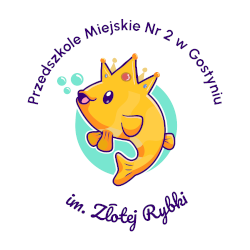 Przedszkole Miejskie Nr 2 w Gostyniu
im. Złotej Rybki